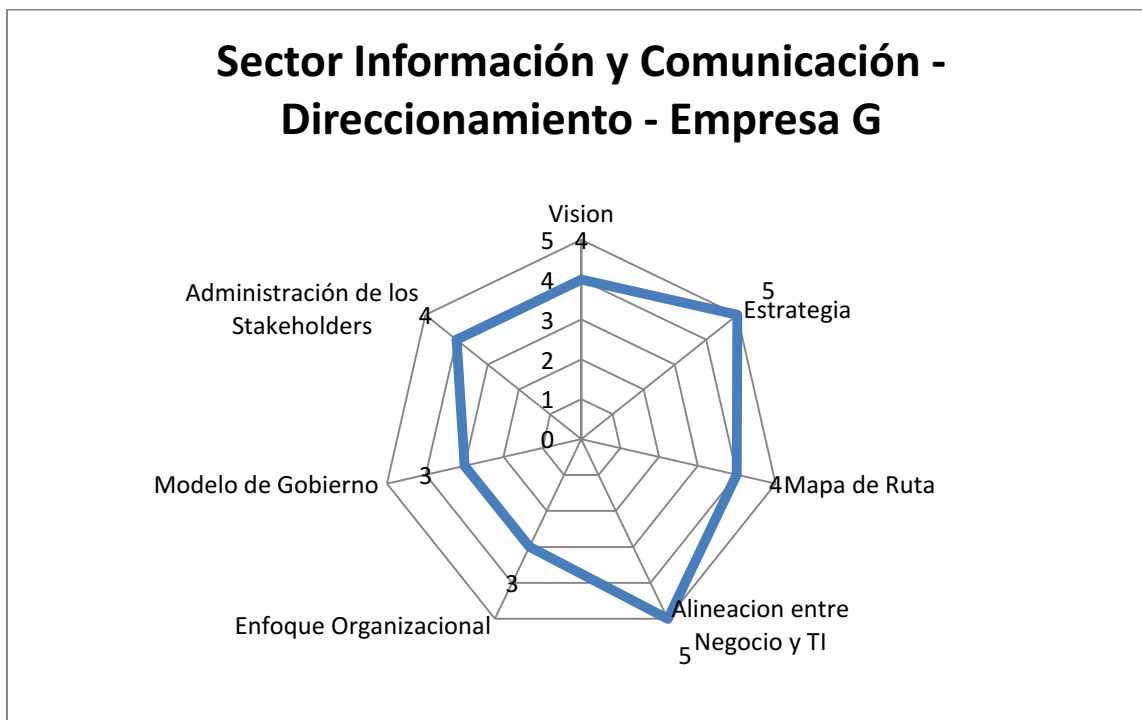 Sector Información y Comunicación -
Direccionamiento - Empresa G
Vision
5
4
4
3
2
1
0
5
Estrategia
4
Mapa de Ruta
Alineacion entre
Negocio y TI
5
3
Enfoque Organizacional
3
Modelo de Gobierno
Administración de los
Stakeholders
4